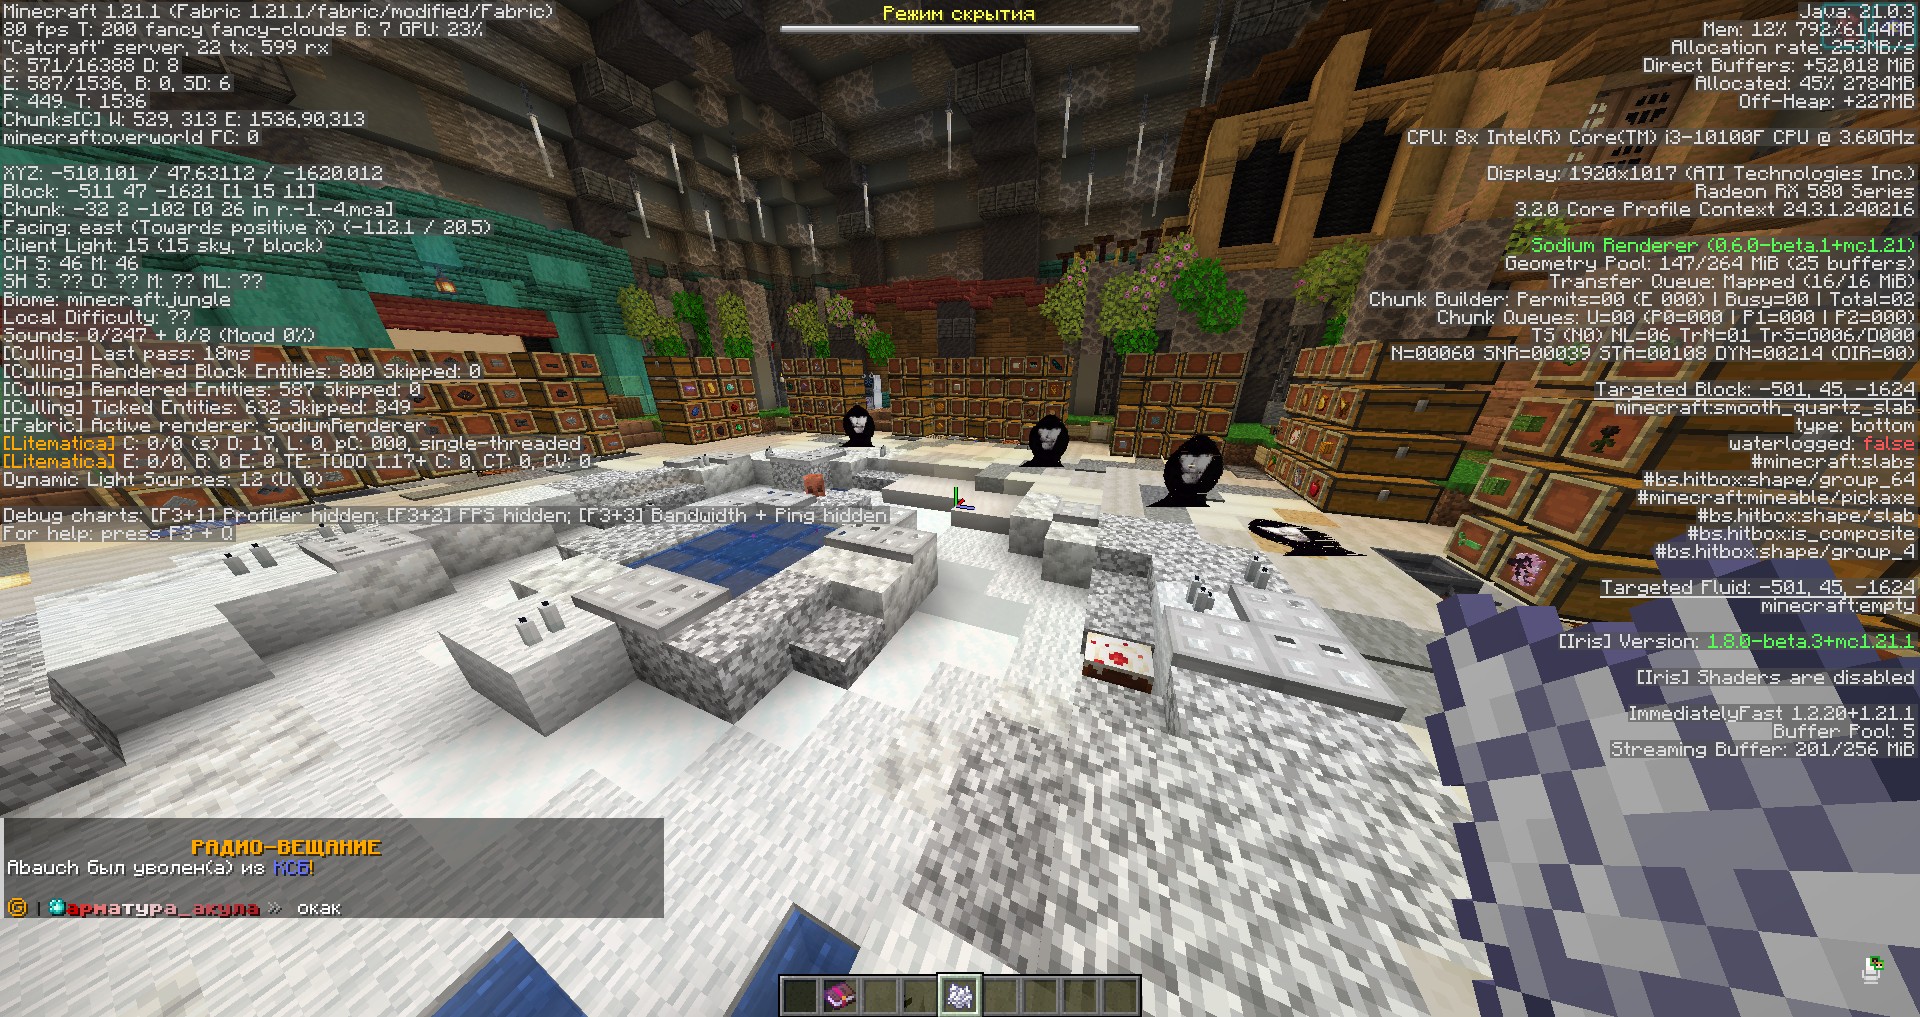 Minecraft 1.21.1 (Fabric 1.21.1/fabric/modified/Fabric)
80 fps T: 200 fancy fancy-clouds B: 7 GPU: 23%
"Catcraft" server, 22 tx, 599 rx
C: 571/16388 D: 8
E: 587/1536, B: 0, SD: 6
P: 449. T: 1536
Chunks[C] W: 529, 313 E: 1536,90,313
minecraft:overworld FC: 0
XYZ: -510.101 / 47.63112 / -1620.012
Block: -511 47 -1621 [1 15 11]
Chunk: -32 2 -102 [0 26 in r.-1.-4.mca]
Facing: east (Towards positive X) (-112.1 / 20.5)
Client Light: 15 (15 sky, 7 block)
CH S: 46 M: 46
SH S: ?? O: ?? M: ?? ML: ??
Biome: minecraft:jungle
Local Difficulty: ??
Sounds: 0/247 + 0/8 (Mood 0%)
[Culling] Last pass: 18ms
[Culling] Rendered Block Entities: 800 Skipped: 0
[Culling] Rendered Entities: 587 Skipped: 0
[Culling] Ticked Entities: 632 Skipped: 849
[Fabric] Active renderer: SodiumRenderer
[Litematica] C: 0/0 (s) D: 17, L: 0, pC: 000, single-threaded
[Litematica] E: 0/0, B: 0 E: 0 TE: TODO 1.17+ C: 0, CT: 0, CV: 0
Dynamic Light Sources: 12 (U: 0)
Debug charts: [F3+1] Profiler hidden; [F3+2] FPS hidden; [F3+3] Bandwidth + Ping hidden
For help: press F3 + Q
Режим скрытия
Java: 21.0.3
Mem: 12% 792/6144MB
Allocation rate: 253MB/s
Direct Buffers: +52,018 MiB
Allocated: 45% 2784MB
Off-Heap: +227MB
CPU: 8x Intel(R) Core(TM) i3-10100F CPU @ 3.60GHz
Display: 1920x1017 (ATI Technologies Inc.)
Radeon RX 580 Series
3.2.0 Core Profile Context 24.3.1.240216
Sodium Renderer (0.6.0-beta.1+mc1.21)
Geometry Pool: 147/264 MiB (25 buffers)
Transfer Queue: Mapped (16/16 MiB)
Chunk Builder: Permits=00 (E 000) | Busy=00 | Total=02
Chunk Queues: U=00 (P0=000 | P1=000 | P2=000)
TS (N0) NL=06 TrN=01 TrS=G006/D000
N=00060 SNR=00039 STA=00108 DYN=00214 (DIR=00)
Targeted Block: -501, 45, -1624
minecraft:smooth_quartz_slab
type: bottom
waterlogged: false
#minecraft:slabs
#bs.hitbox:shape/group_64
#minecraft:mineable/pickaxe
#bs.hitbox:shape/slab
#bs.hitbox:is_composite
#bs.hitbox:shape/group_4
Targeted Fluid: -501, 45, -1624
minecraft:empty
[Iris] Version: 1.8.0-beta.3+mc1.21.1
[Iris] Shaders are disabled
ImmediatelyFast 1.2.20+1.21.1
Buffer Pool: 5
Streaming Buffer: 201/256 MiB
РАДИО-ВЕЩАНИЕ
Abauch был уволен(а) из КСБ!
| арматура_акула » окак